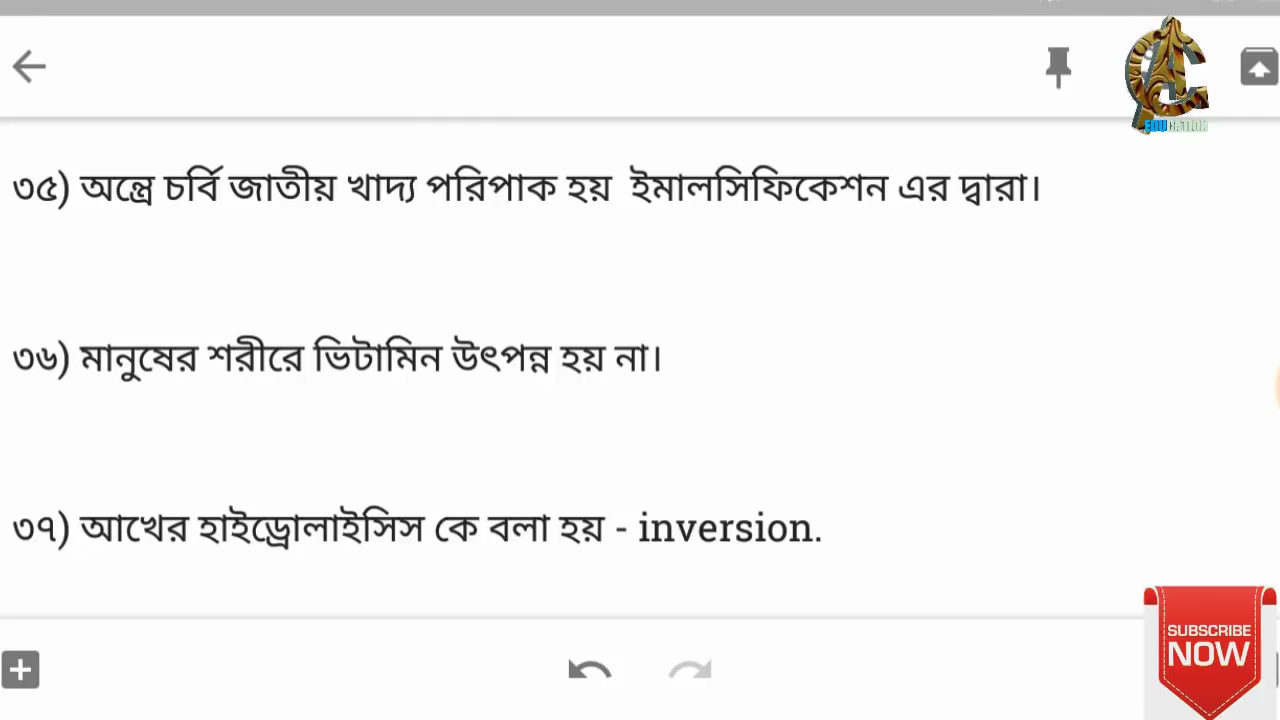 EDUCATION
৩৫) অন্ত্রে চর্বি জাতীয় খাদ্য পরিপাক হয় ইমালসিফিকেশন এর দ্বারা।
৩৬) মানুষের শরীরে ভিটামিন উৎপন্ন হয় না।
৩৭) আখের হাইড্রোলাইসিস কে বলা হয় - inversion.
SUBSCRIBE
NOW